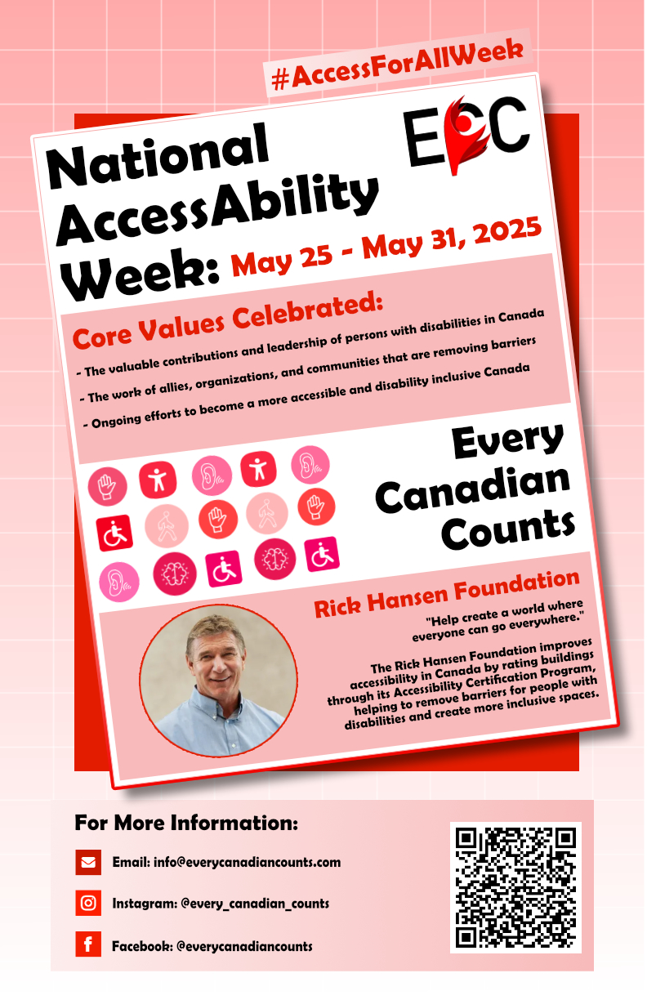 #AccessForAllWeek
ECC
National
AccessAbility
Week: May 25 - May 31, 2025
Core Values Celebrated:
- The valuable contributions and leadership of persons with disabilities in Canada
- The work of allies, organizations, and communities that are removing barriers
- Ongoing efforts to become a more accessible and disability inclusive Canada
Every
Canadian
Counts
Rick Hansen Foundation
"Help create a world where
everyone can go everywhere."
The Rick Hansen Foundation improves
accessibility in Canada by rating buildings
through its Accessibility Certification Program,
helping to remove barriers for people with
disabilities and create more inclusive spaces.
For More Information:
Email: info@everycanadiancounts.com
Instagram: @every_canadian_counts
Facebook: @everycanadiancounts